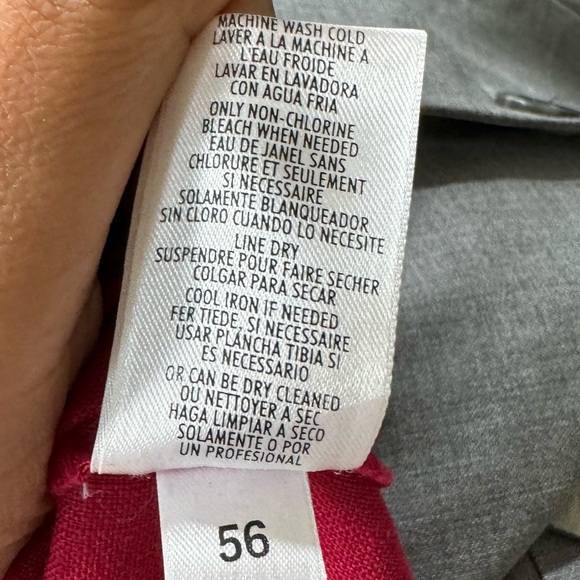 MACHINE WASH COLD
LAVER A LA MACHINE A
L'EAU FROIDE
LAVAR EN LAVADORA
CON AGUA FRIA
ONLY NON-CHLORINE
BLEACH WHEN NEEDED
EAU DE JANEL SANS
CHLORURE ET SEULEMENT
SI NECESSAIRE
SOLAMENTE BLANQUEADOR
SIN CLORO CUANDO LO NECESITE
LINE DRY
SUSPENDRE POUR FAIRE SECHER
COLGAR PARA SECAR
COOL IRON IF NEEDED
FER TIEDE, SI NECESSAIRE
USAR PLANCHA TIBIA SI
ES NECESSARIO
OR CAN BE DRY CLEANED
OU NETTOYER A SEC
HAGA LIMPIAR A SECO
SOLAMENTE O POR
UN PROFESIONAL
56